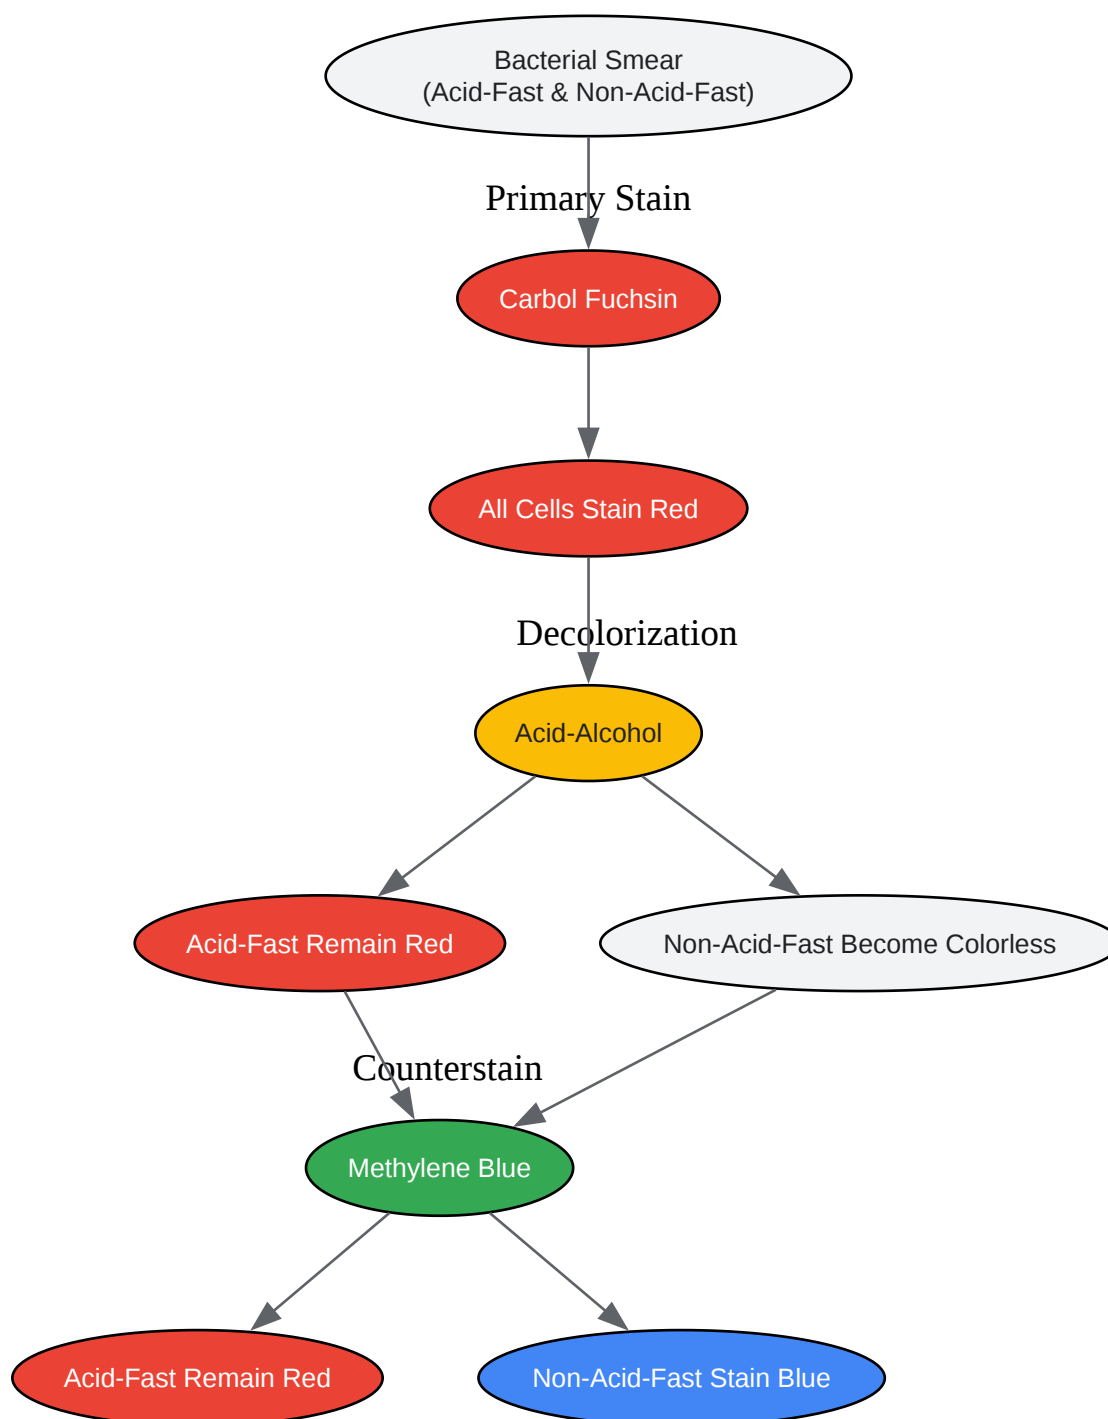 Bacterial Smear
(Acid-Fast & Non-Acid-Fast)
Primary Stain
Carbol Fuchsin
All Cells Stain Red
Decolorization
Acid-Alcohol
Acid-Fast Remain Red
Non-Acid-Fast Become Colorless
Counterstain
Methylene Blue
Acid-Fast Remain Red
Non-Acid-Fast Stain Blue